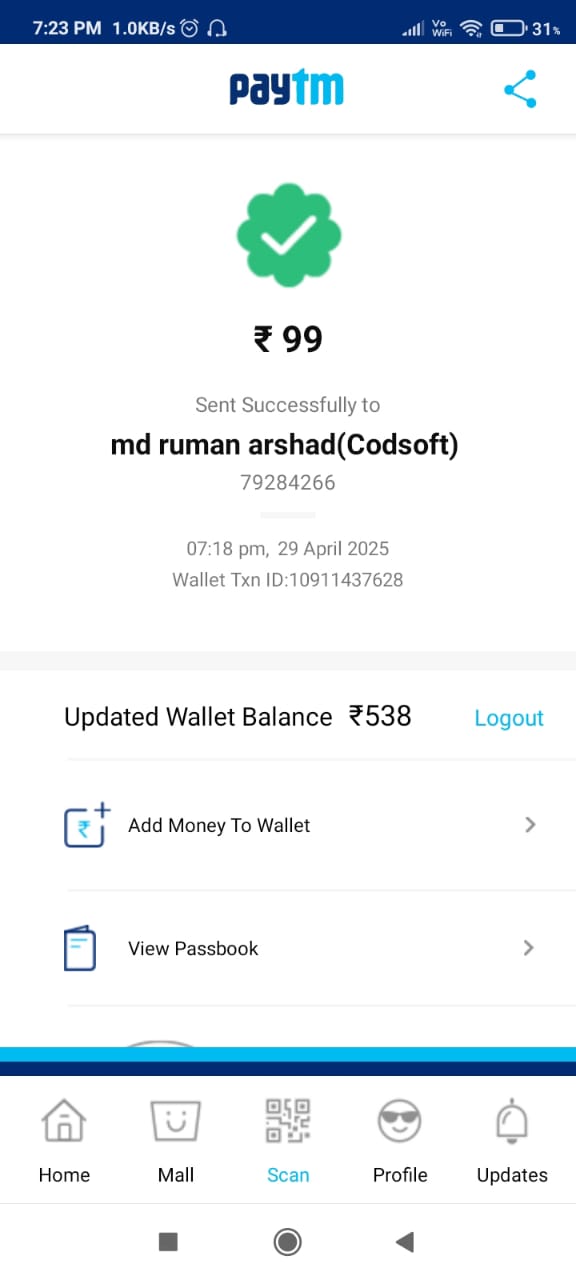 7:23 PM 1.0KB/s Vo WiFi 31%
paytm
₹ 99
Sent Successfully to
md ruman arshad(Codsoft)
79284266
07:18 pm, 29 April 2025
Wallet Txn ID:10911437628
Updated Wallet Balance ₹538 Logout
Add Money To Wallet
View Passbook
Home Mall Scan Profile Updates